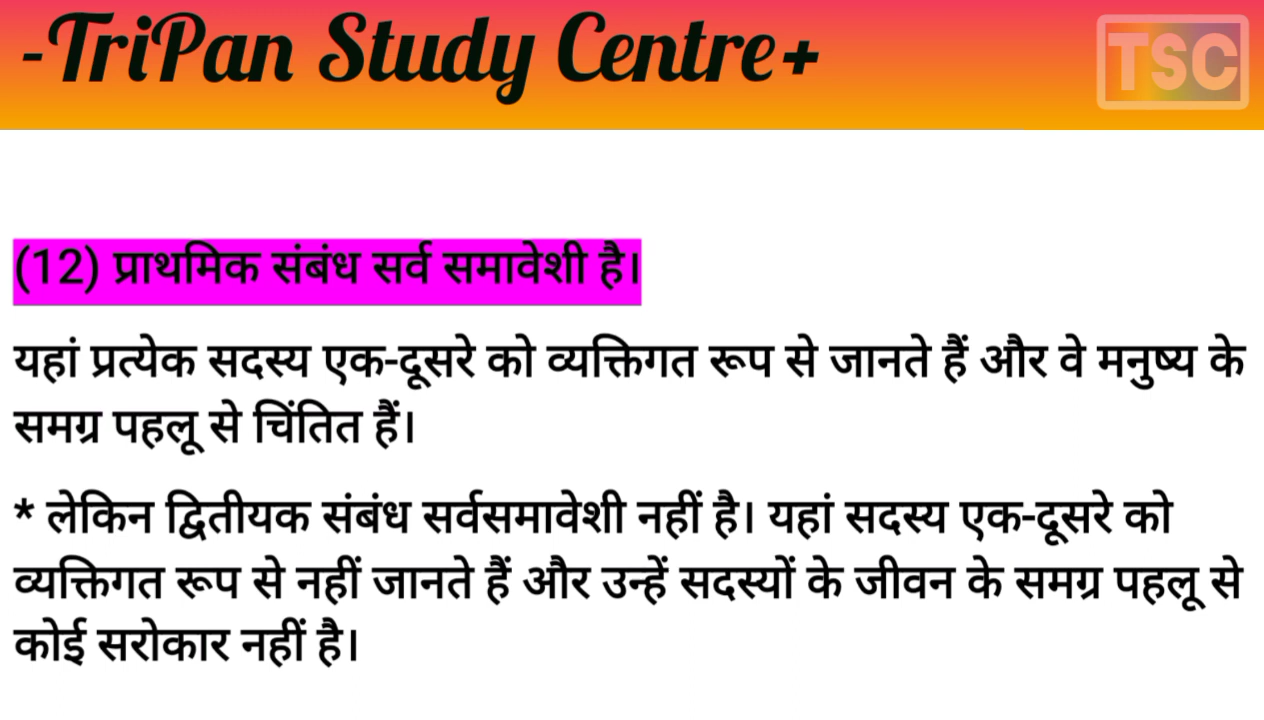 -TriPan Study Centre+
TSC
(12) प्राथमिक संबंध सर्व समावेशी है।
यहां प्रत्येक सदस्य एक-दूसरे को व्यक्तिगत रूप से जानते हैं और वे मनुष्य के
समग्र पहलू से चिंतित हैं।
* लेकिन द्वितीयक संबंध सर्वसमावेशी नहीं है। यहां सदस्य एक-दूसरे को
व्यक्तिगत रूप से नहीं जानते हैं और उन्हें सदस्यों के जीवन के समग्र पहलू से
कोई सरोकार नहीं है।